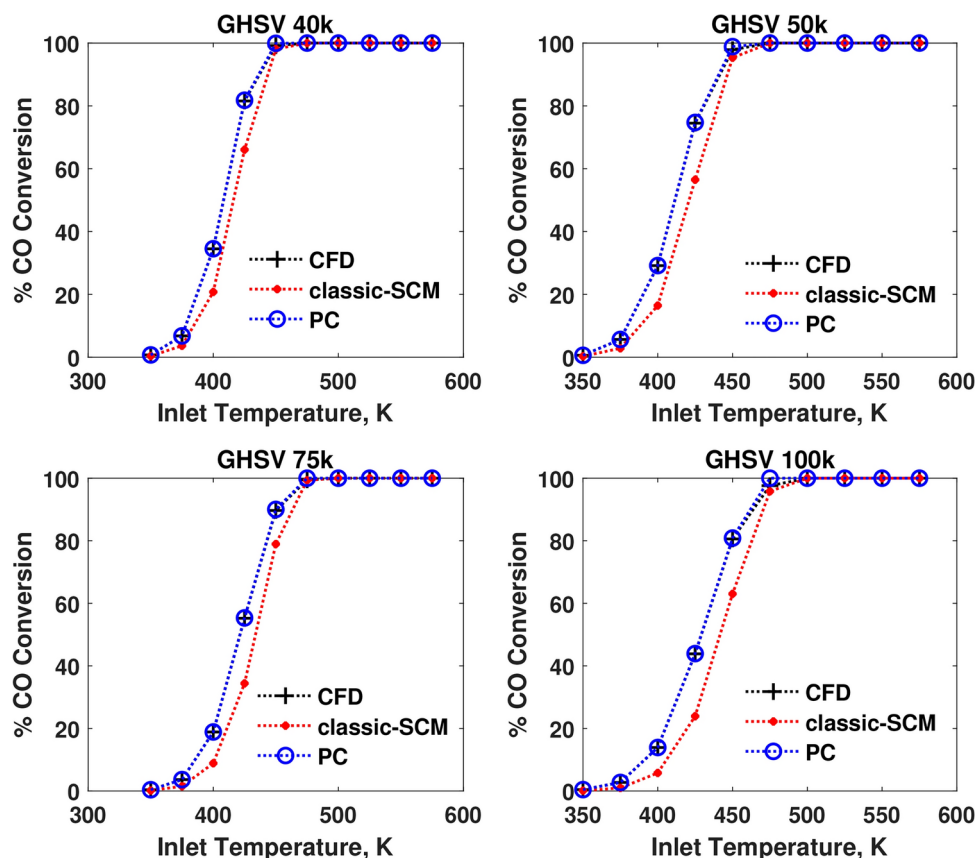 GHSV 40k
100
80
60
40
20
0
% CO Conversion
CFD
classic-SCM
PC
300 400 500 600
Inlet Temperature, K
GHSV 50k
100
80
60
40
20
0
% CO Conversion
CFD
classic-SCM
PC
350 400 450 500 550 600
Inlet Temperature, K
GHSV 75k
100
80
60
40
20
0
% CO Conversion
CFD
classic-SCM
PC
300 400 500 600
Inlet Temperature, K
GHSV 100k
100
80
60
40
20
0
% CO Conversion
CFD
classic-SCM
PC
350 400 450 500 550 600
Inlet Temperature, K